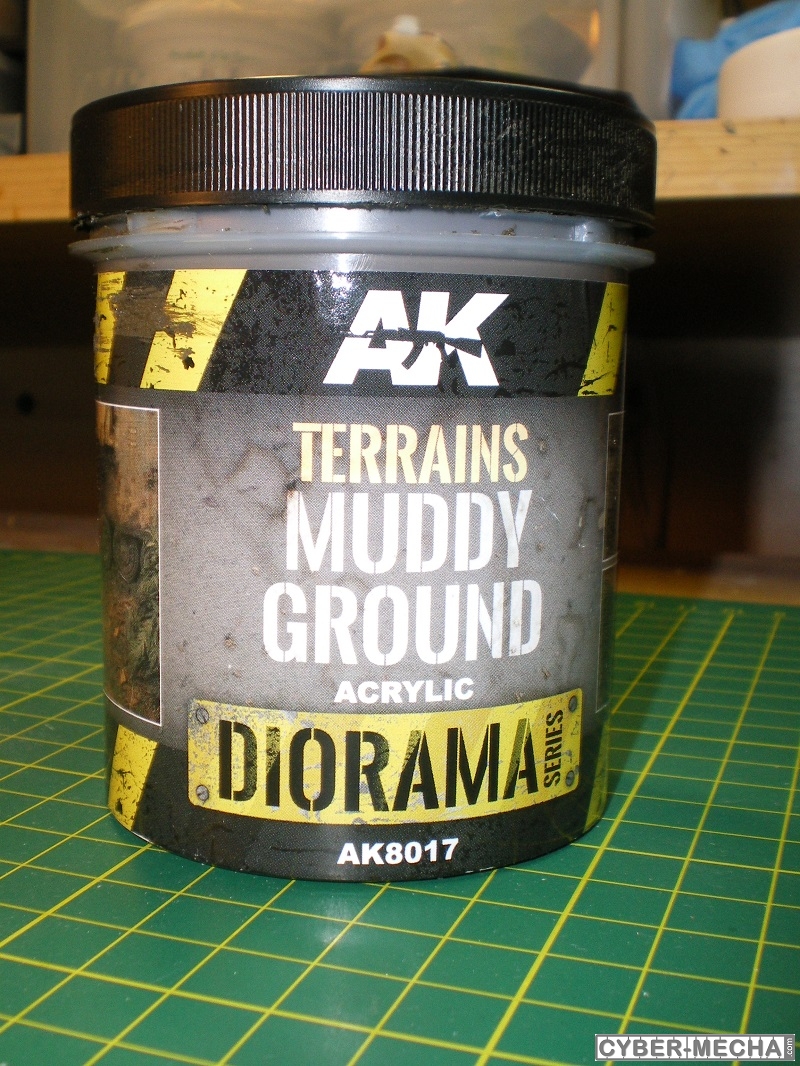 AK
TERRAINS
MUDDY
GROUND
ACRYLIC
DIORAMA SERIES
AK8017
CYBER-MECHA.com